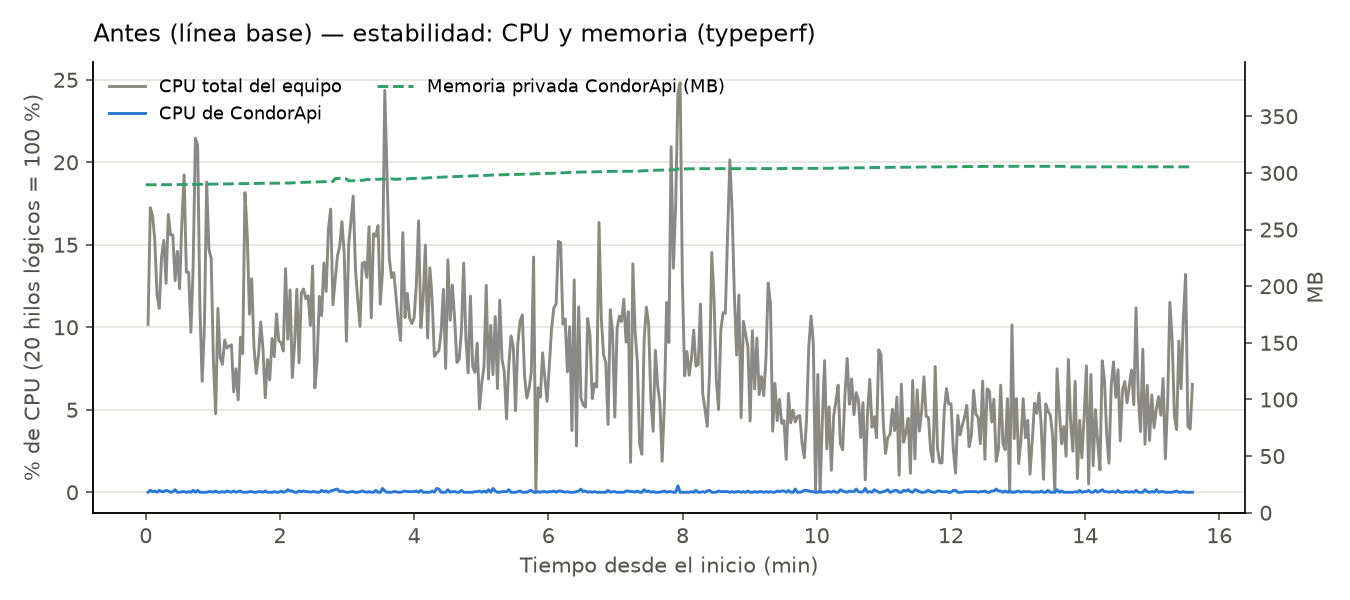 Antes (línea base) — estabilidad: CPU y memoria (typeperf)
CPU total del equipo
Memoria privada CondorApi (MB)
CPU de CondorApi
% de CPU (20 hilos lógicos = 100 %)
25
20
15
10
5
0
350
300
250
200
150
100
50
0
MB
0 2 4 6 8 10 12 14 16
Tiempo desde el inicio (min)